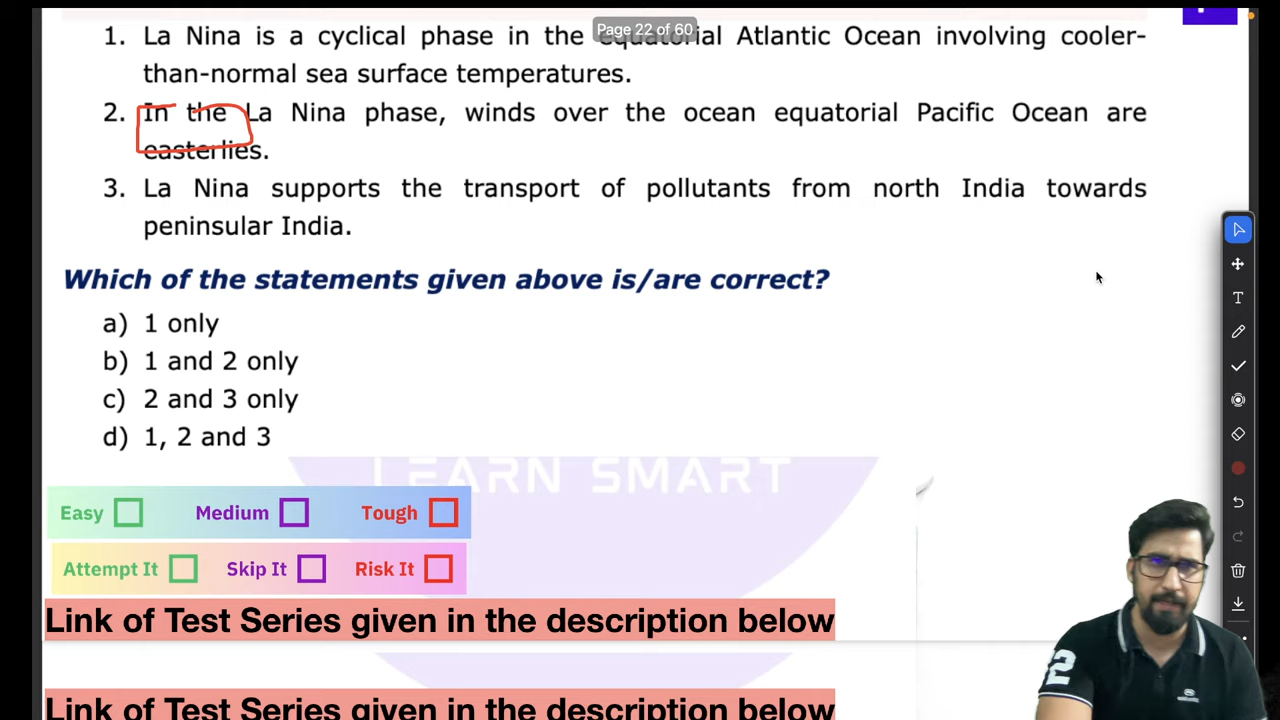 Page 22 of 60
1. La Nina is a cyclical phase in the equatorial Atlantic Ocean involving cooler-
than-normal sea surface temperatures.
2. In the La Nina phase, winds over the ocean equatorial Pacific Ocean are
easterlies.
3. La Nina supports the transport of pollutants from north India towards
peninsular India.
Which of the statements given above is/are correct?
a) 1 only
b) 1 and 2 only
c) 2 and 3 only
d) 1, 2 and 3
LEARN SMART
Easy Medium Tough
Attempt It Skip It Risk It
Link of Test Series given in the description below
Link of Test Series given in the description below